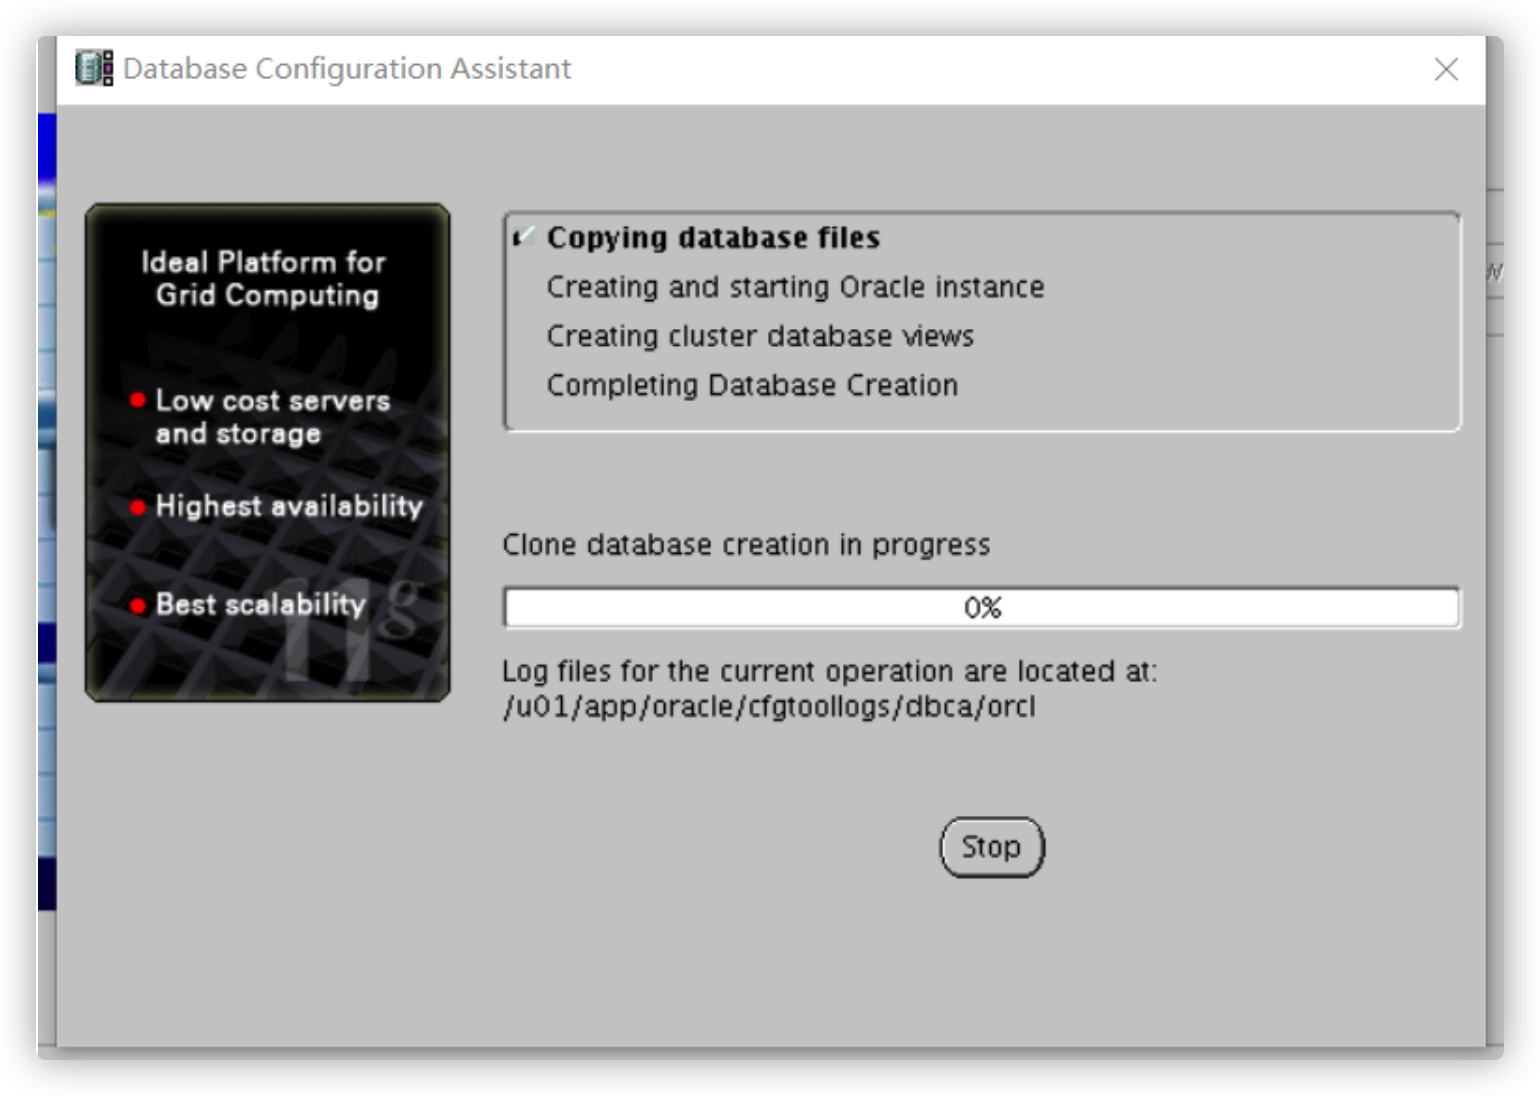 Database Configuration Assistant
Ideal Platform for
Grid Computing
Low cost servers
and storage
Highest availability
Best scalability
11g
Copying database files
Creating and starting Oracle instance
Creating cluster database views
Completing Database Creation
Clone database creation in progress
0%
Log files for the current operation are located at:
/u01/app/oracle/cfgtoollogs/dbca/orcl
Stop